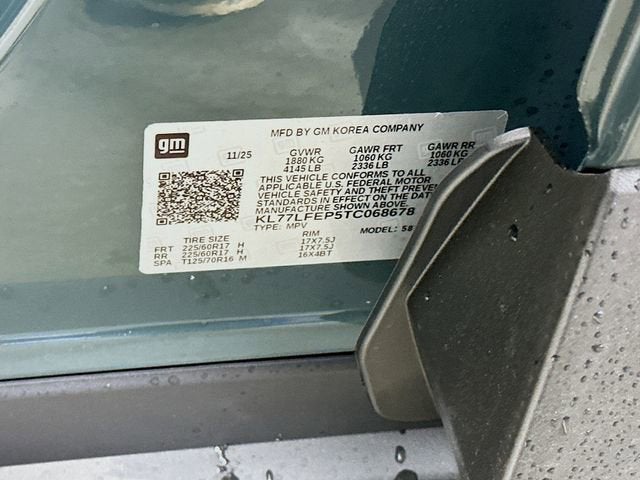 MFD BY GM KOREA COMPANY
gm
11/25 GVWR GAWR FRT GAWR RR
1880 KG 1060 KG 1060 KG
4145 LB 2336 LB 2336 LB
THIS VEHICLE CONFORMS TO ALL
APPLICABLE U.S. FEDERAL MOTOR
VEHICLE SAFETY AND THEFT
STANDARDS IN EFFECT ON THE DATE
MANUFACTURE SHOWN ABOVE.
KL77LFEP5TC068678
TYPE: MPV MODEL:
TIRE SIZE RIM
FRT 225/60R17 H 17X7.5J
RR 225/60R17 H 17X7.5J
SPA T125/70R16 M 16X4BT